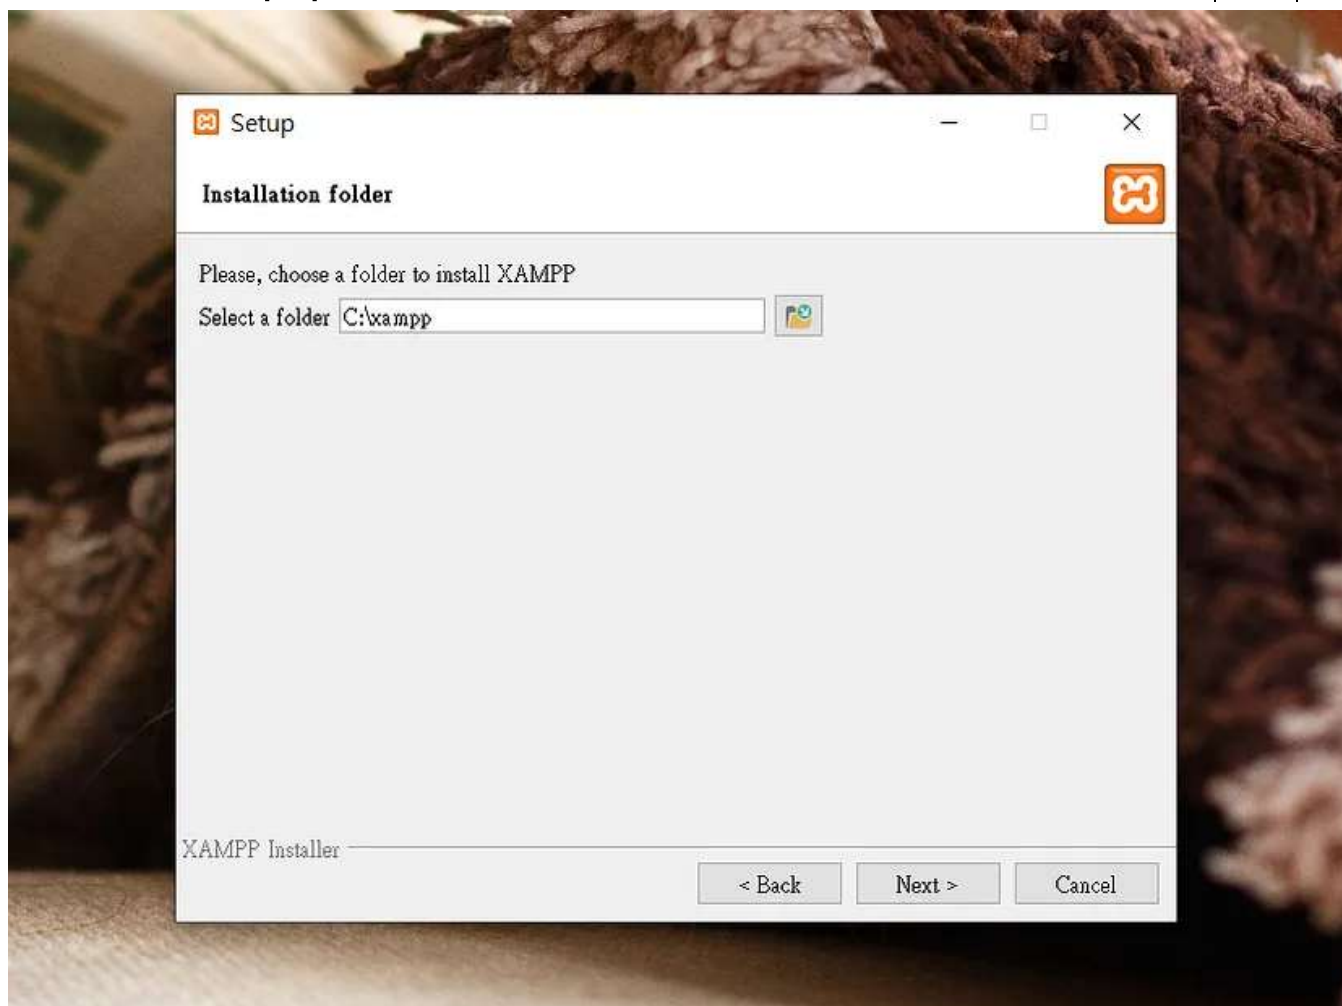 Setup
Installation folder
Please, choose a folder to install XAMPP
Select a folder C:\xampp
XAMPP Installer
< Back Next > Cancel